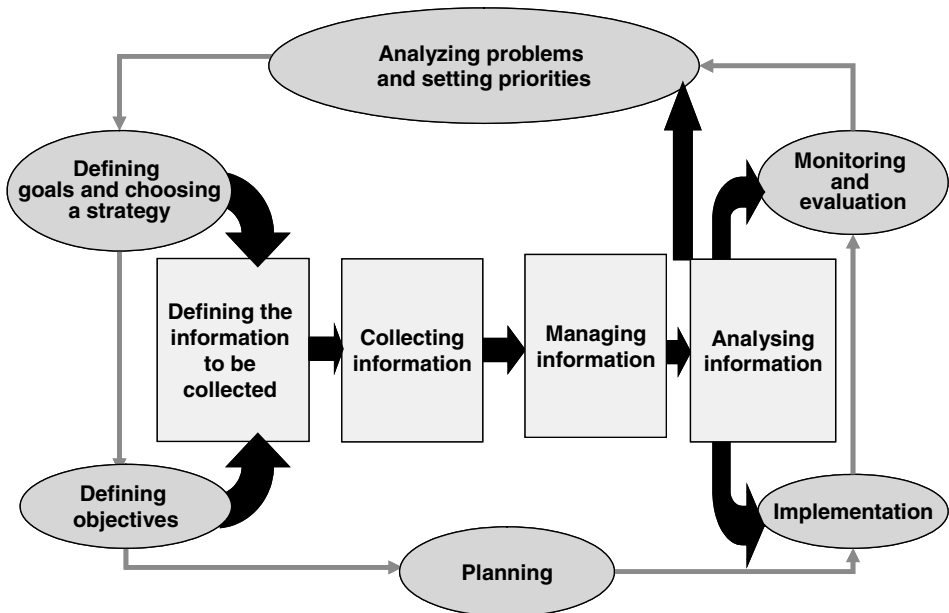 Analyzing problems
and setting priorities
Defining
goals and choosing
a strategy
Monitoring
and
evaluation
Defining the
information
to be
collected
Collecting
information
Managing
information
Analysing
information
Defining
objectives
Implementation
Planning